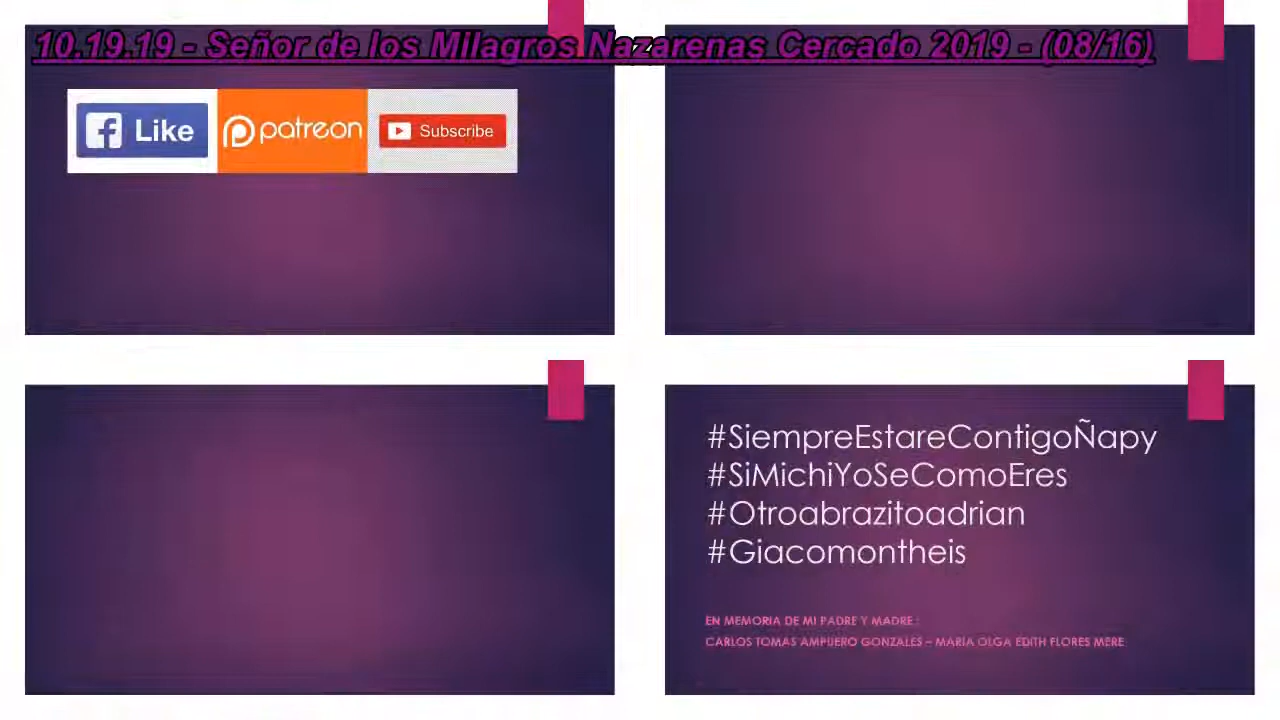 10.19.19 - Señor de los Milagros Nazarenas Cercado 2019 - (08/16)
Like
patreon
Subscribe
#SiempreEstareContigoÑapy
#SiMichiYoSeComoEres
#Otroabrazitoadrian
#Giacomontheis
EN MEMORIA DE MI PADRE Y MADRE :
CARLOS TOMAS AMPUERO GONZALES – MARIA OLGA EDITH FLORES MERE